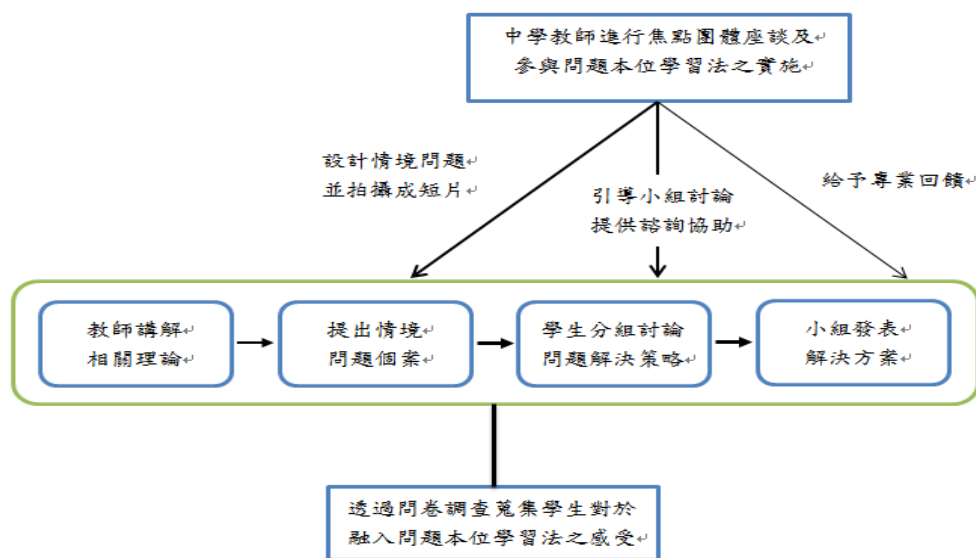 中學教師進行焦點團體座談及
參與問題本位學習法之實施
設計情境問題
並拍攝成短片
引導小組討論
提供諮詢協助
給予專業回饋
教師講解
相關理論
提出情境
問題個案
學生分組討論
問題解決策略
小組發表
解決方案
透過問卷調查蒐集學生對於
融入問題本位學習法之感受